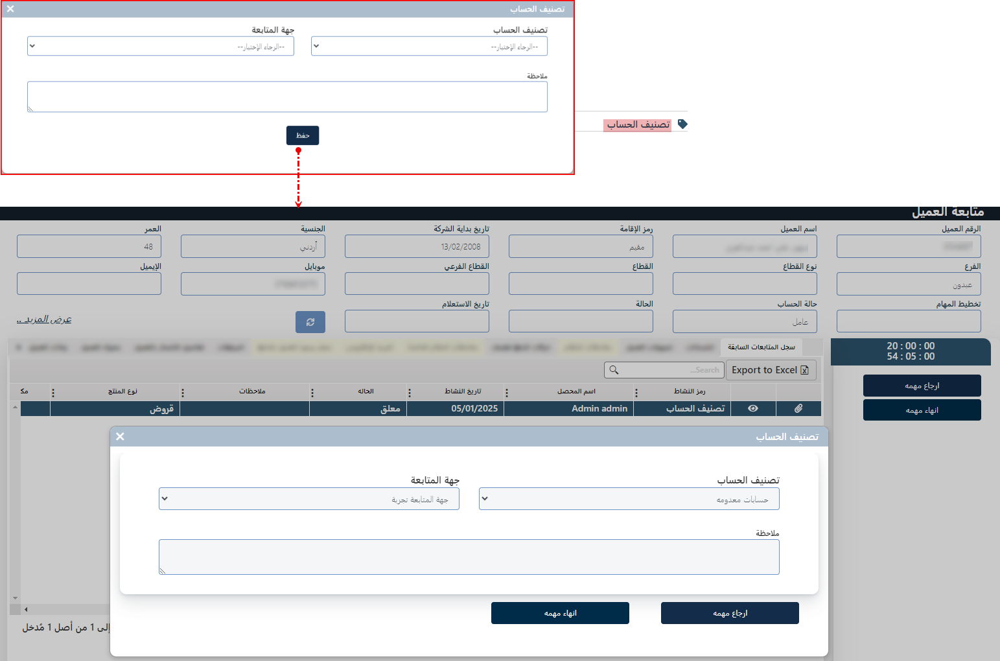 تصنيف الحساب
تصنيف الحساب
جهة المتابعة
--الرجاء الإختيار--
--الرجاء الإختيار--
ملاحظة
حفظ
تصنيف الحساب
متابعة العميل
الرقم العميل
اسم العميل
رمز الإقامة
تاريخ بداية الشركة
الجنسية
العمر
مقيم
13/02/2008
أردني
48
الفرع
نوع القطاع
القطاع
القطاع الفرعي
موبايل
الإيميل
عبدون
تخطيط المهام
حالة الحساب
الحالة
تاريخ الاستعلام
عامل
عرض المزيد ..
20 : 00 : 00
54 : 05 : 00
ارجاع مهمه
انهاء مهمه
سجل المتابعات السابقة
Export to Excel
Search...
رمز النشاط
اسم المحصل
تاريخ النشاط
الحاله
ملاحظات
نوع المنتج
مك
تصنيف الحساب
Admin admin
05/01/2025
معلق
قروض
تصنيف الحساب
تصنيف الحساب
جهة المتابعة
حسابات معدومه
جهة المتابعة تجربة
ملاحظة
ارجاع مهمه
انهاء مهمه
إلى 1 من أصل 1 مُدخل